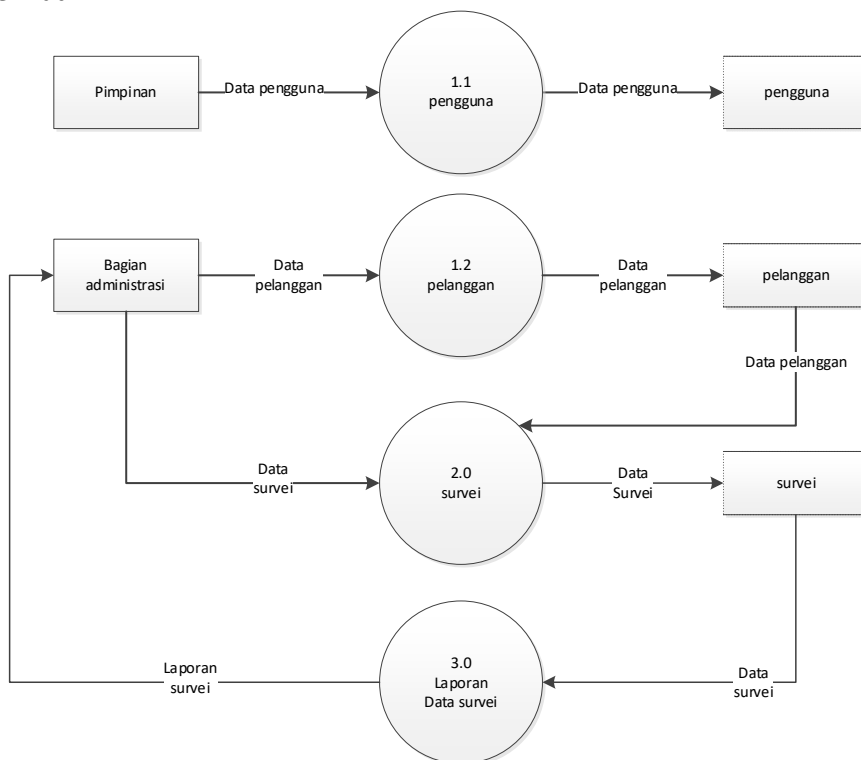 Pimpinan
Data pengguna
1.1
pengguna
Data pengguna
pengguna
Bagian
administrasi
Data
pelanggan
1.2
pelanggan
Data
pelanggan
pelanggan
Data pelanggan
Data
survei
2.0
survei
Data
Survei
survei
Laporan
survei
3.0
Laporan
Data survei
Data
survei